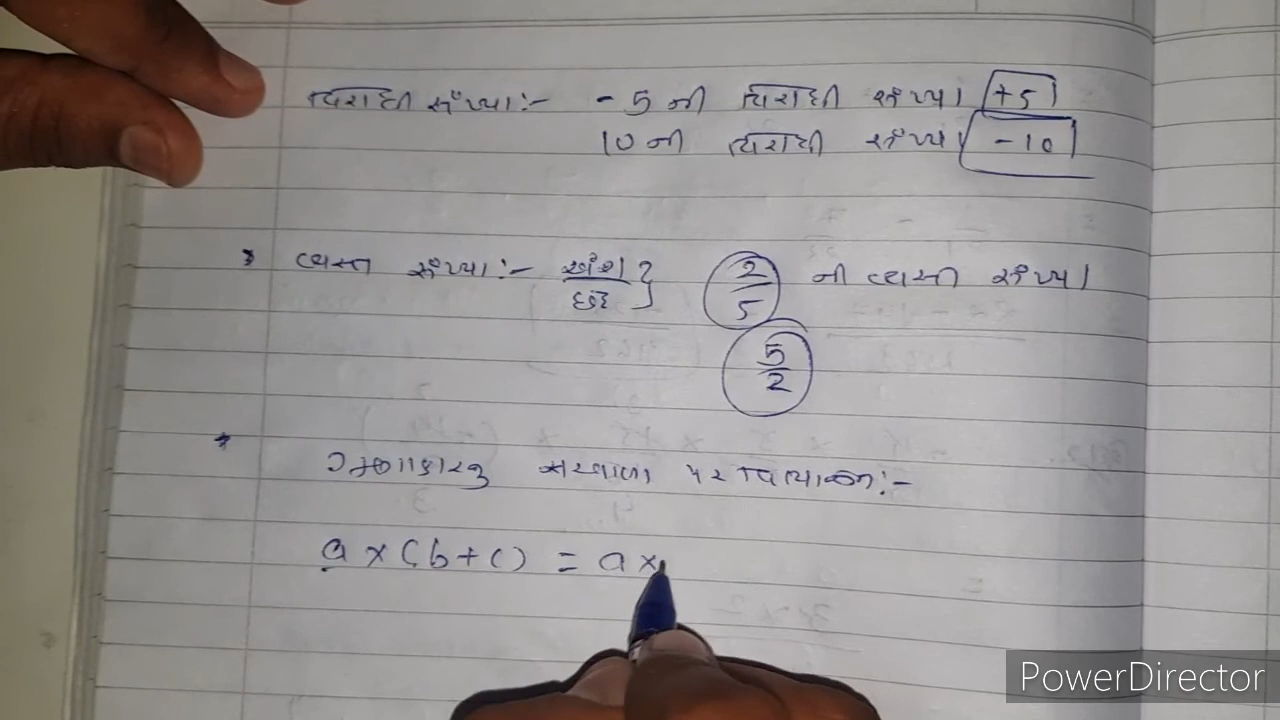 વિરોધી સંખ્યા:- -5 ની વિરોધી સંખ્યા +5
10 ની વિરોધી સંખ્યા -10
વ્યસ્ત સંખ્યા:- અંશ/છેદ } 2/5 ની વ્યસ્ત સંખ્યા
5/2
ગુણાકારનું સરવાળા પર વિભાજન:-
a × (b + c) = a ×
PowerDirector